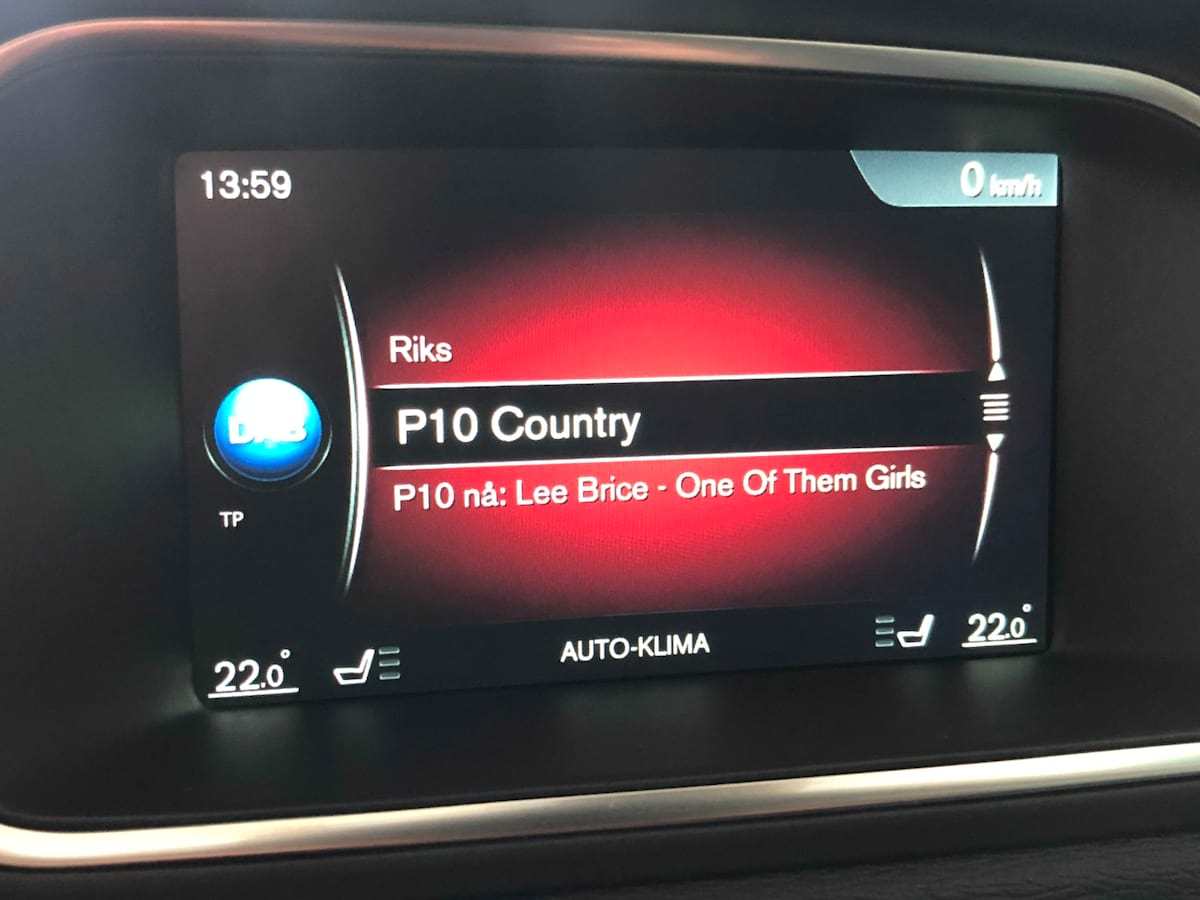 13:59
0 km/h
Riks
P10 Country
DAB
P10 nå: Lee Brice - One Of Them Girls
TP
22.0°
AUTO-KLIMA
22.0°